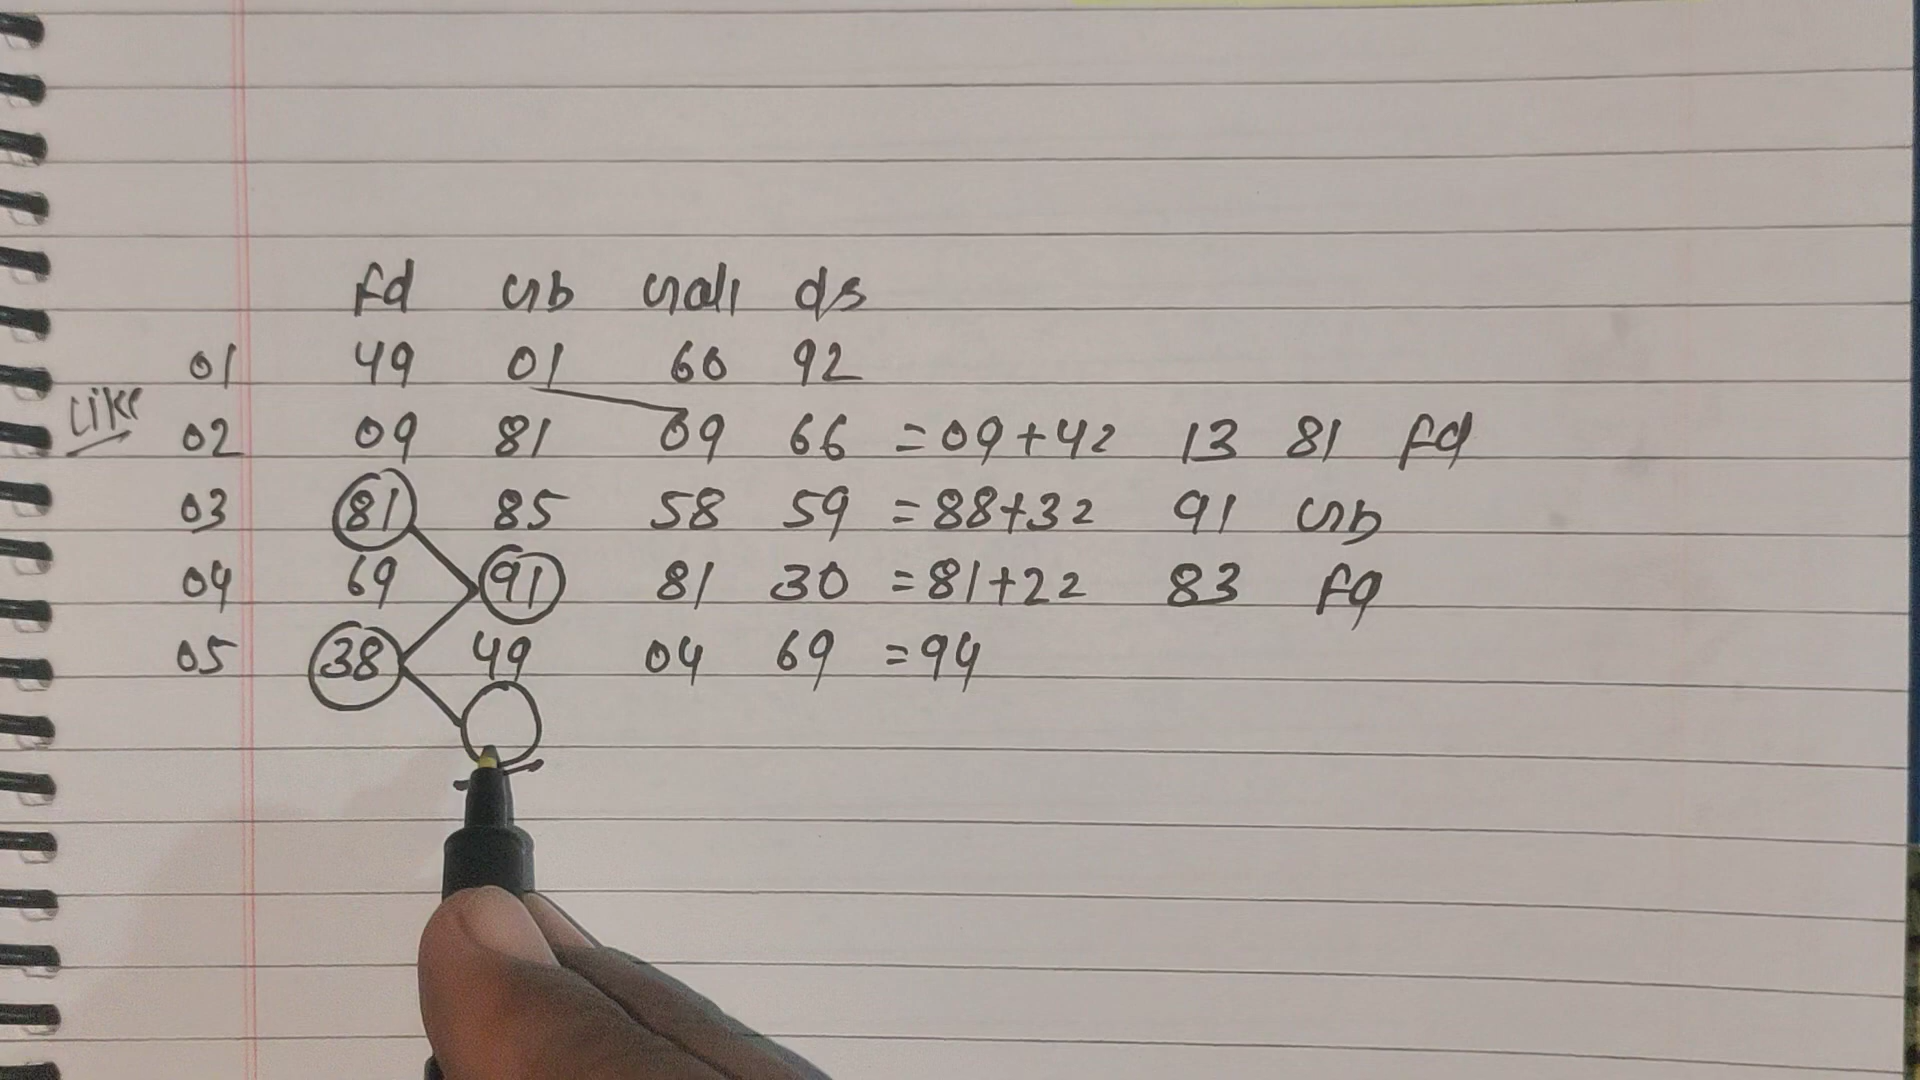 fd gb gali ds
01 49 01 60 92
Like
02 09 81 09 66 =09+42 13 81 fd
03 81 85 58 59 =88+32 91 gb
04 69 91 81 30 =81+22 83 fd
05 38 49 04 69 =94